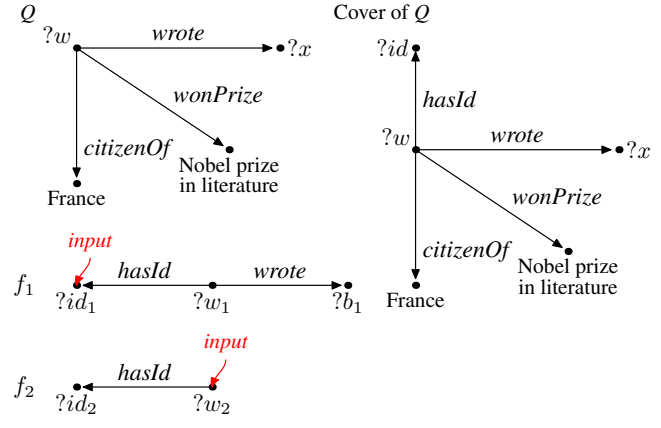 Q
?w
wrote
?x
wonPrize
citizenOf
Nobel prize
in literature
France
Cover of Q
?id
hasId
?w
wrote
?x
wonPrize
citizenOf
Nobel prize
in literature
France
input
f1
hasId
wrote
?id1
?w1
?b1
input
f2
hasId
?id2
?w2